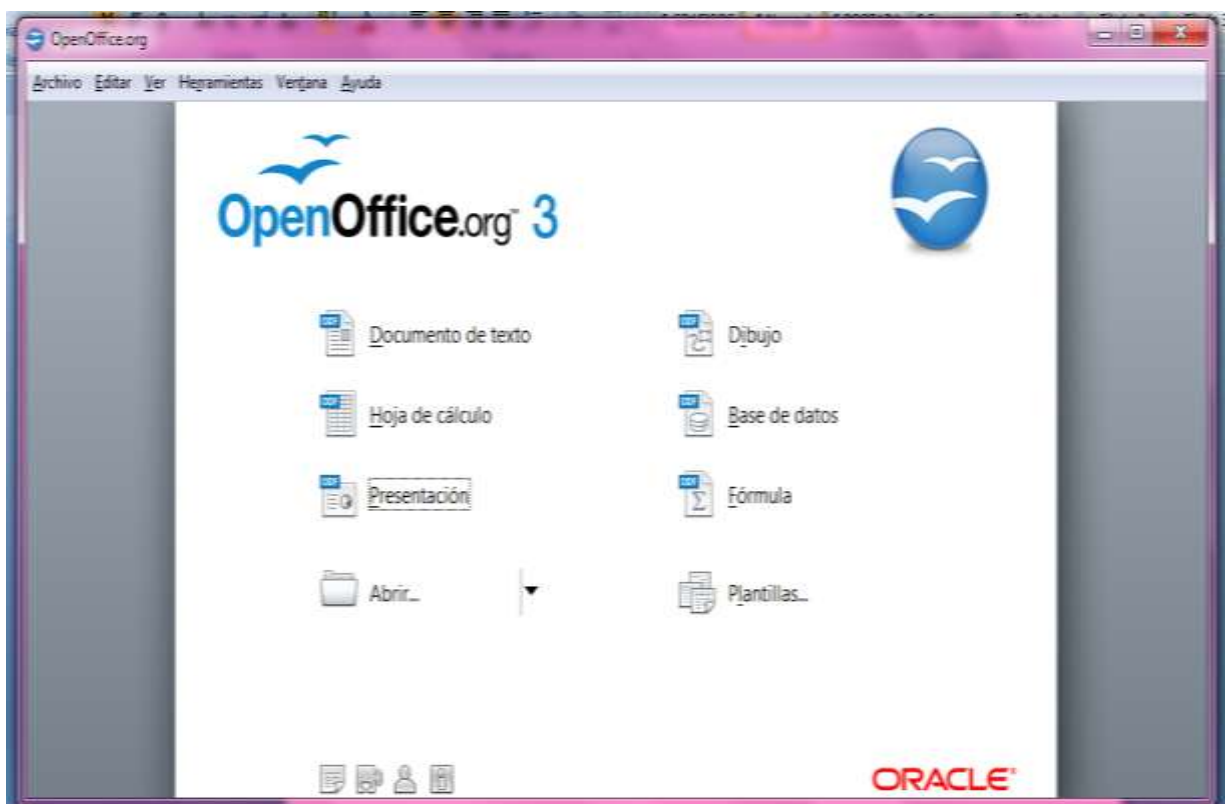 OpenOffice.org
Archivo Editar Ver Herramientas Ventana Ayuda
OpenOffice.org™ 3
Documento de texto
Dibujo
Hoja de cálculo
Base de datos
Presentación
Fórmula
Abrir...
Plantillas...
ORACLE®